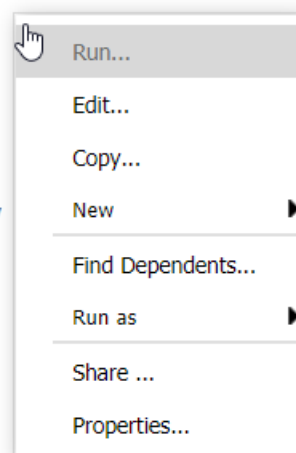 Run...
Edit...
Copy...
New
Find Dependents...
Run as
Share ...
Properties...